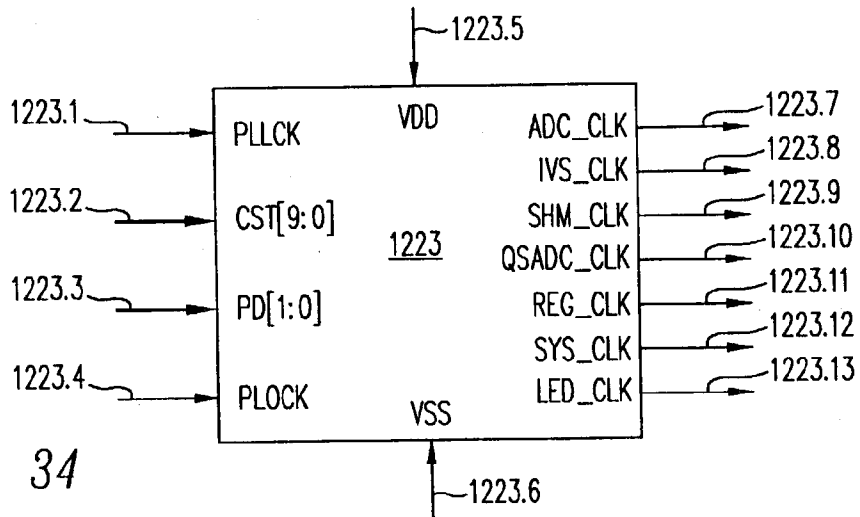 1223.5
1223.1
PLLCK
VDD
ADC_CLK
1223.7
IVS_CLK
1223.8
1223.2
CST[9:0]
1223
SHM_CLK
1223.9
QSADC_CLK
1223.10
1223.3
PD[1:0]
REG_CLK
1223.11
SYS_CLK
1223.12
1223.4
PLOCK
VSS
LED_CLK
1223.13
34
1223.6